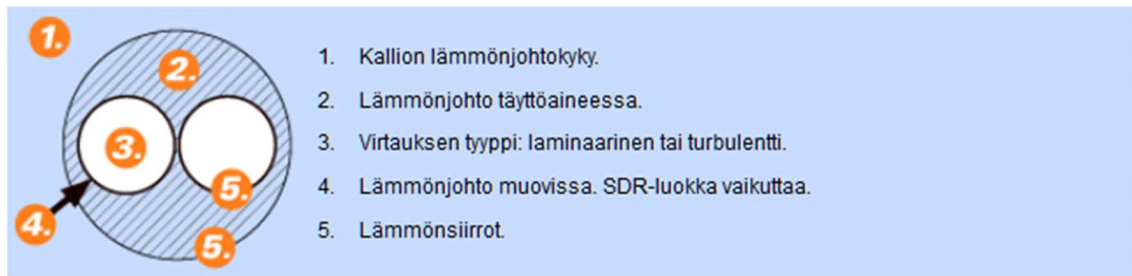 1.
2.
3.
4.
5.
5.
1. Kallion lämmönjohtokyky.
2. Lämmönjohto täyttöaineessa.
3. Virtauksen tyyppi: laminaarinen tai turbulentti.
4. Lämmönjohto muovissa. SDR-luokka vaikuttaa.
5. Lämmönsiirrot.